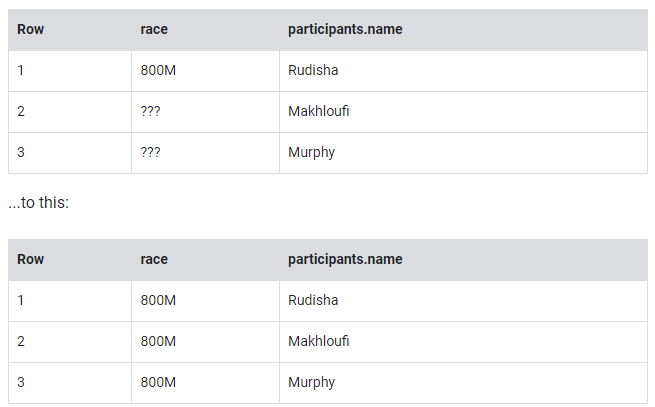 Row race participants.name
1 800M Rudisha
2 ??? Makhloufi
3 ??? Murphy
...to this:
Row race participants.name
1 800M Rudisha
2 800M Makhloufi
3 800M Murphy